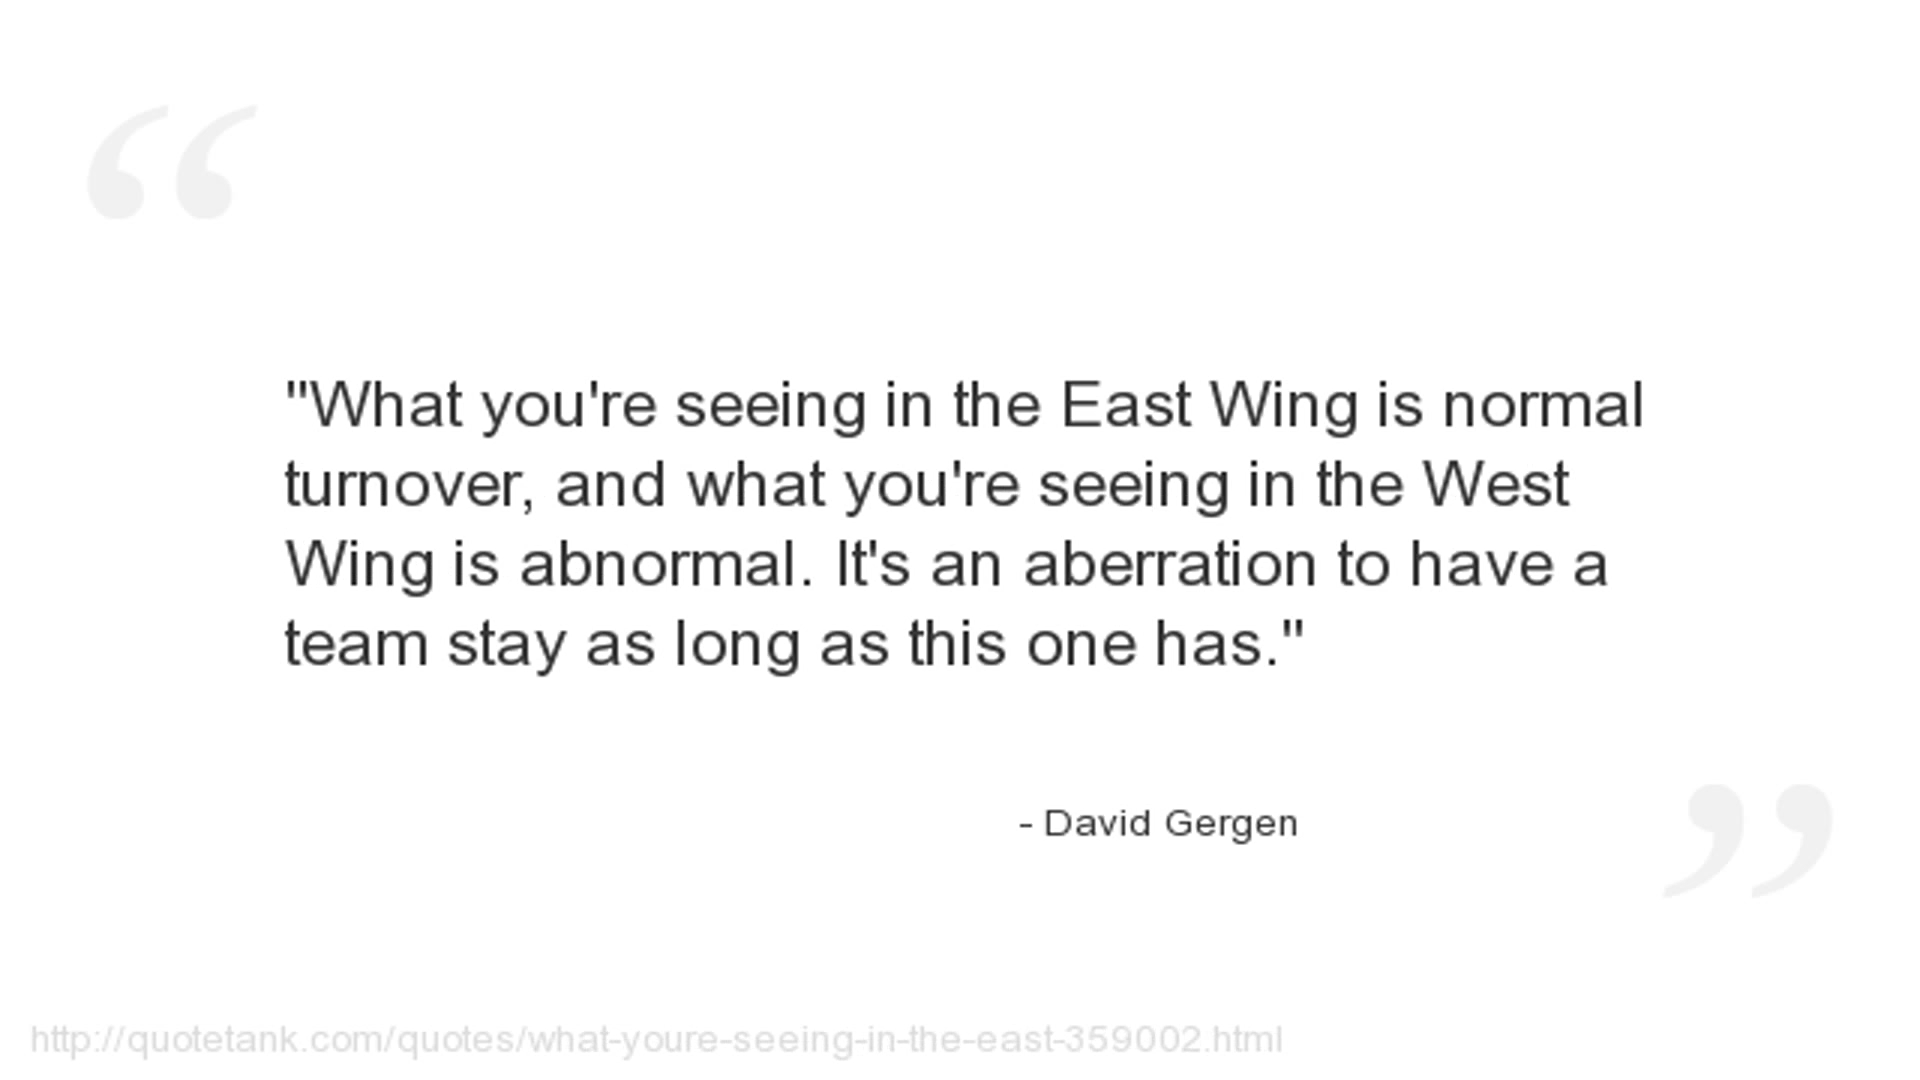 "What you're seeing in the East Wing is normal
turnover, and what you're seeing in the West
Wing is abnormal. It's an aberration to have a
team stay as long as this one has."
- David Gergen
http://quotetank.com/quotes/what-youre-seeing-in-the-east-359002.html